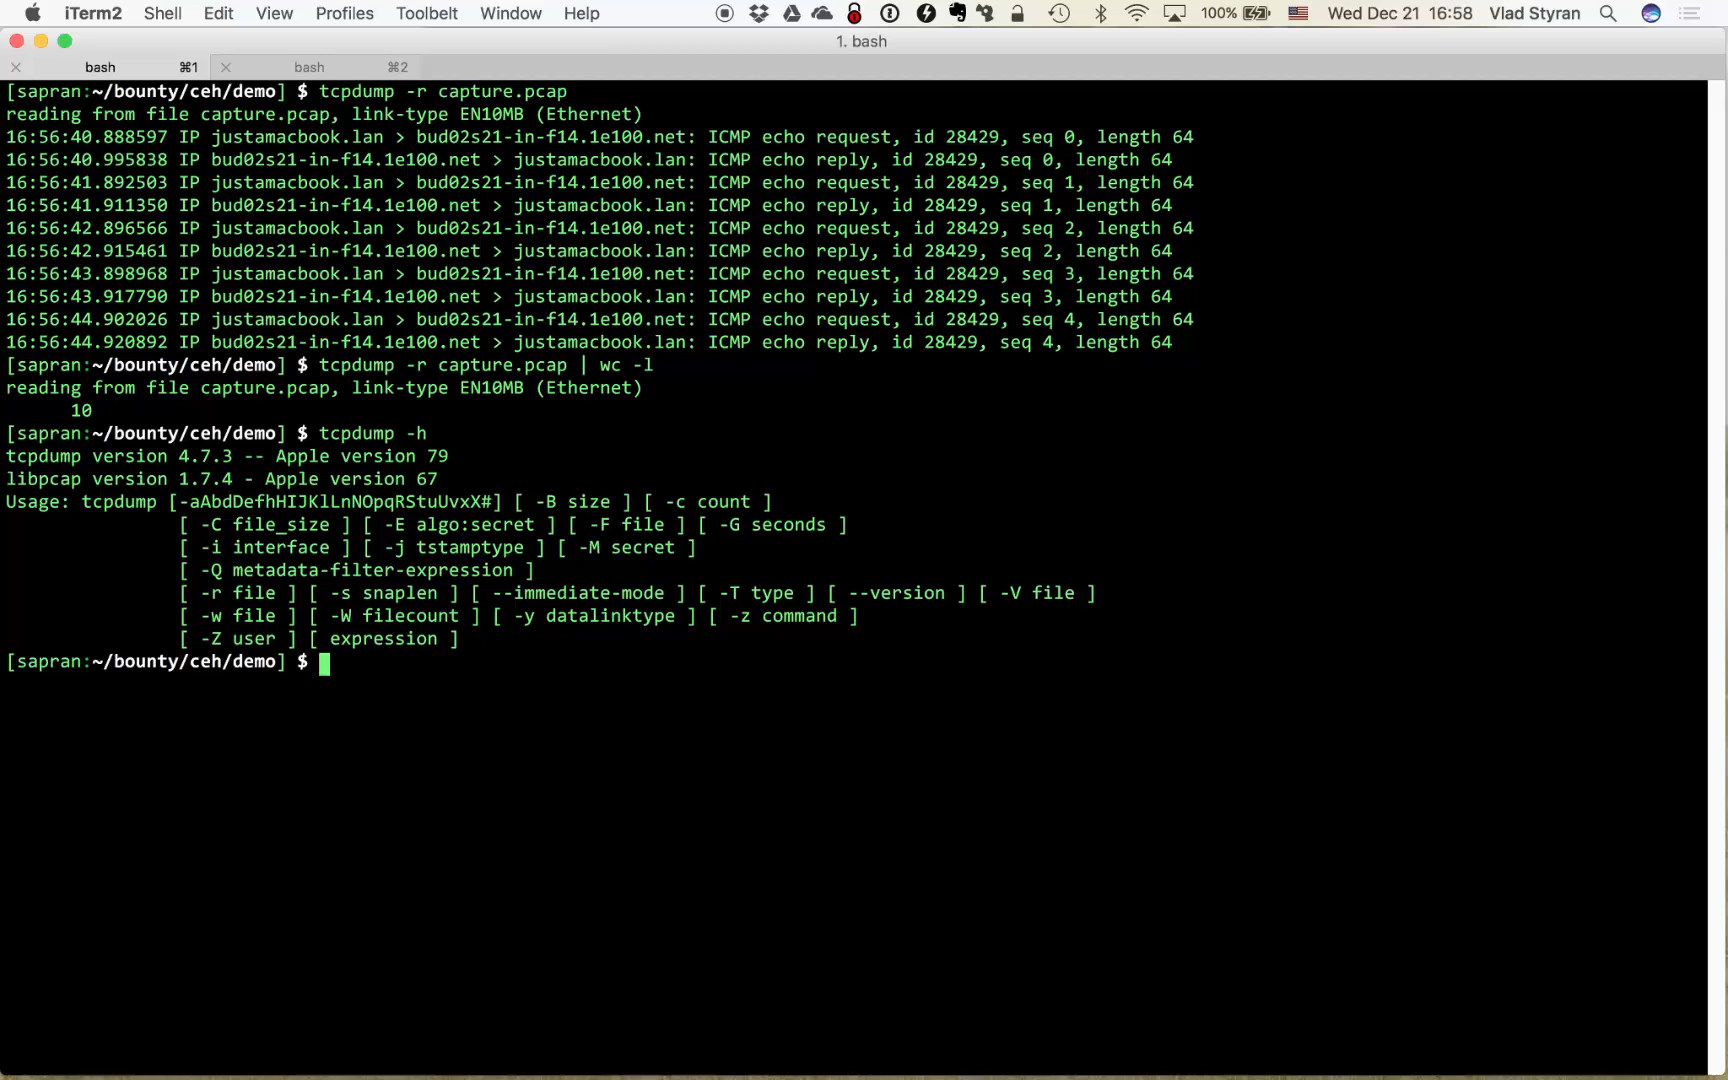 iTerm2 Shell Edit View Profiles Toolbelt Window Help 100% Wed Dec 21 16:58 Vlad Styran
1. bash
bash ⌘1 bash ⌘2
[sapran:~/bounty/ceh/demo] $ tcpdump -r capture.pcap
reading from file capture.pcap, link-type EN10MB (Ethernet)
16:56:40.888597 IP justamacbook.lan > bud02s21-in-f14.1e100.net: ICMP echo request, id 28429, seq 0, length 64
16:56:40.995838 IP bud02s21-in-f14.1e100.net > justamacbook.lan: ICMP echo reply, id 28429, seq 0, length 64
16:56:41.892503 IP justamacbook.lan > bud02s21-in-f14.1e100.net: ICMP echo request, id 28429, seq 1, length 64
16:56:41.911350 IP bud02s21-in-f14.1e100.net > justamacbook.lan: ICMP echo reply, id 28429, seq 1, length 64
16:56:42.896566 IP justamacbook.lan > bud02s21-in-f14.1e100.net: ICMP echo request, id 28429, seq 2, length 64
16:56:42.915461 IP bud02s21-in-f14.1e100.net > justamacbook.lan: ICMP echo reply, id 28429, seq 2, length 64
16:56:43.898968 IP justamacbook.lan > bud02s21-in-f14.1e100.net: ICMP echo request, id 28429, seq 3, length 64
16:56:43.917790 IP bud02s21-in-f14.1e100.net > justamacbook.lan: ICMP echo reply, id 28429, seq 3, length 64
16:56:44.902026 IP justamacbook.lan > bud02s21-in-f14.1e100.net: ICMP echo request, id 28429, seq 4, length 64
16:56:44.920892 IP bud02s21-in-f14.1e100.net > justamacbook.lan: ICMP echo reply, id 28429, seq 4, length 64
[sapran:~/bounty/ceh/demo] $ tcpdump -r capture.pcap | wc -l
reading from file capture.pcap, link-type EN10MB (Ethernet)
10
[sapran:~/bounty/ceh/demo] $ tcpdump -h
tcpdump version 4.7.3 -- Apple version 79
libpcap version 1.7.4 - Apple version 67
Usage: tcpdump [-aAbdDefhHIJKlLnNOpqRStuUvxX#] [ -B size ] [ -c count ]
[ -C file_size ] [ -E algo:secret ] [ -F file ] [ -G seconds ]
[ -i interface ] [ -j tstamptype ] [ -M secret ]
[ -Q metadata-filter-expression ]
[ -r file ] [ -s snaplen ] [ --immediate-mode ] [ -T type ] [ --version ] [ -V file ]
[ -w file ] [ -W filecount ] [ -y datalinktype ] [ -z command ]
[ -Z user ] [ expression ]
[sapran:~/bounty/ceh/demo] $